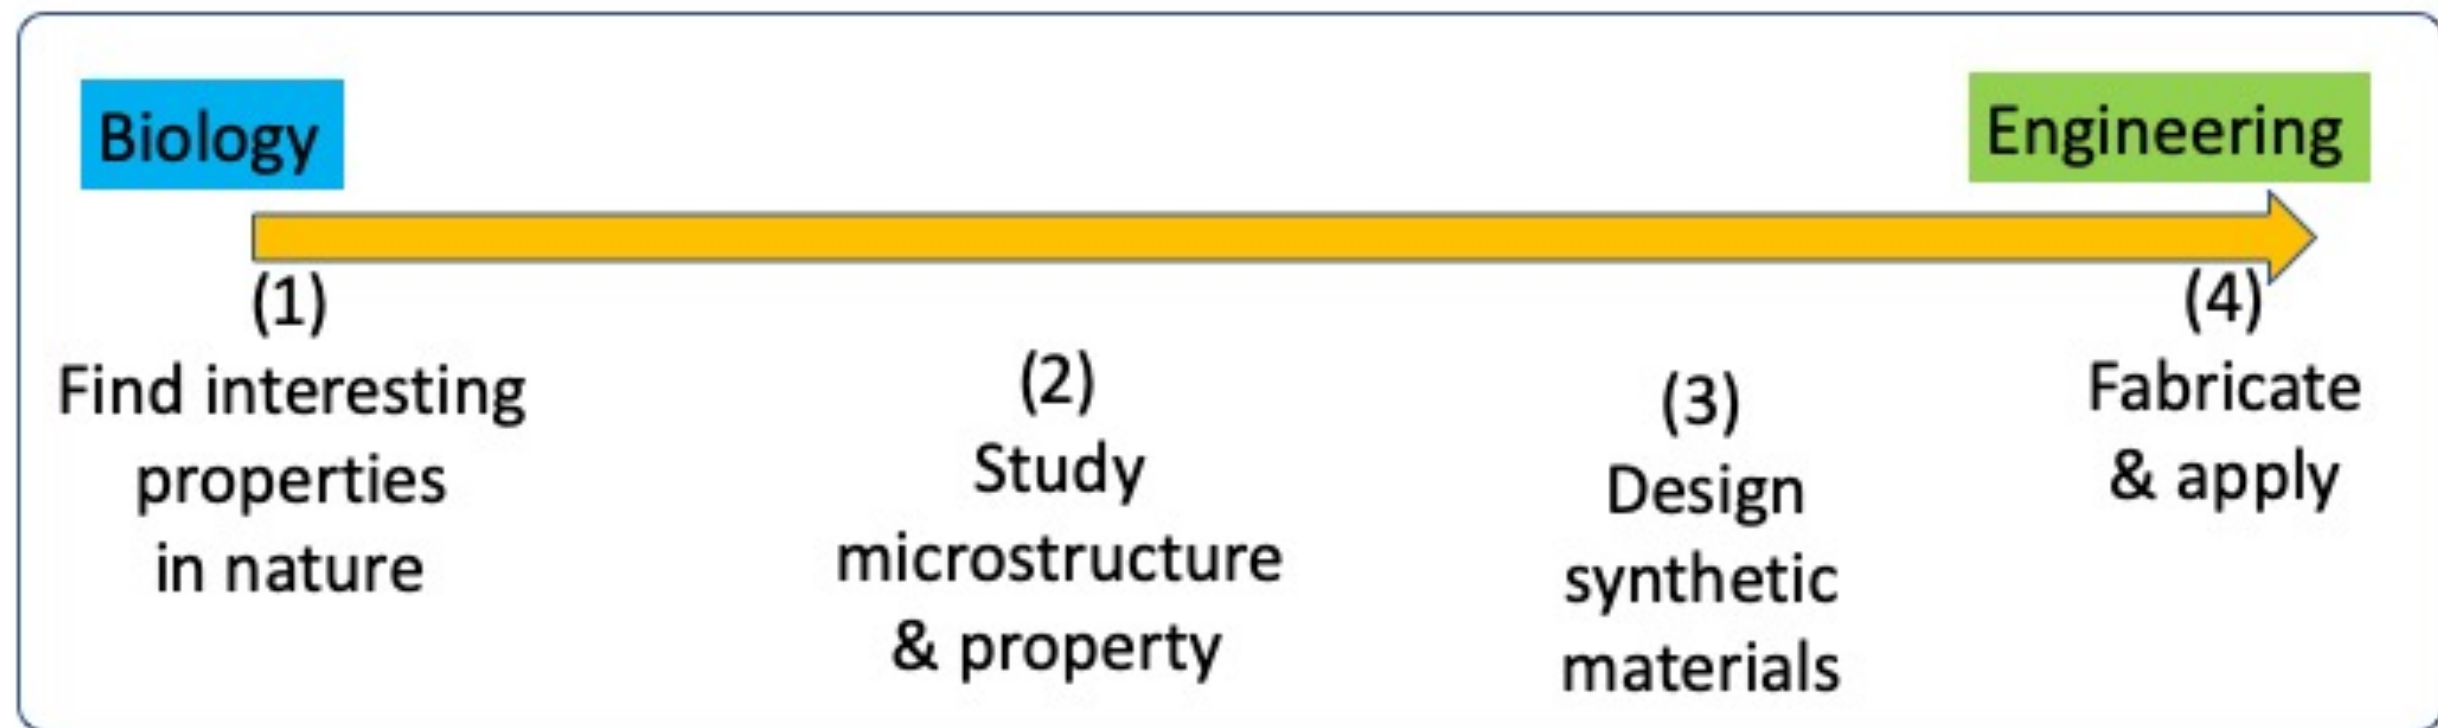 Biology
Engineering
(1)
Find interesting
properties
in nature
(2)
Study
microstructure
& property
(3)
Design
synthetic
materials
(4)
Fabricate
& apply